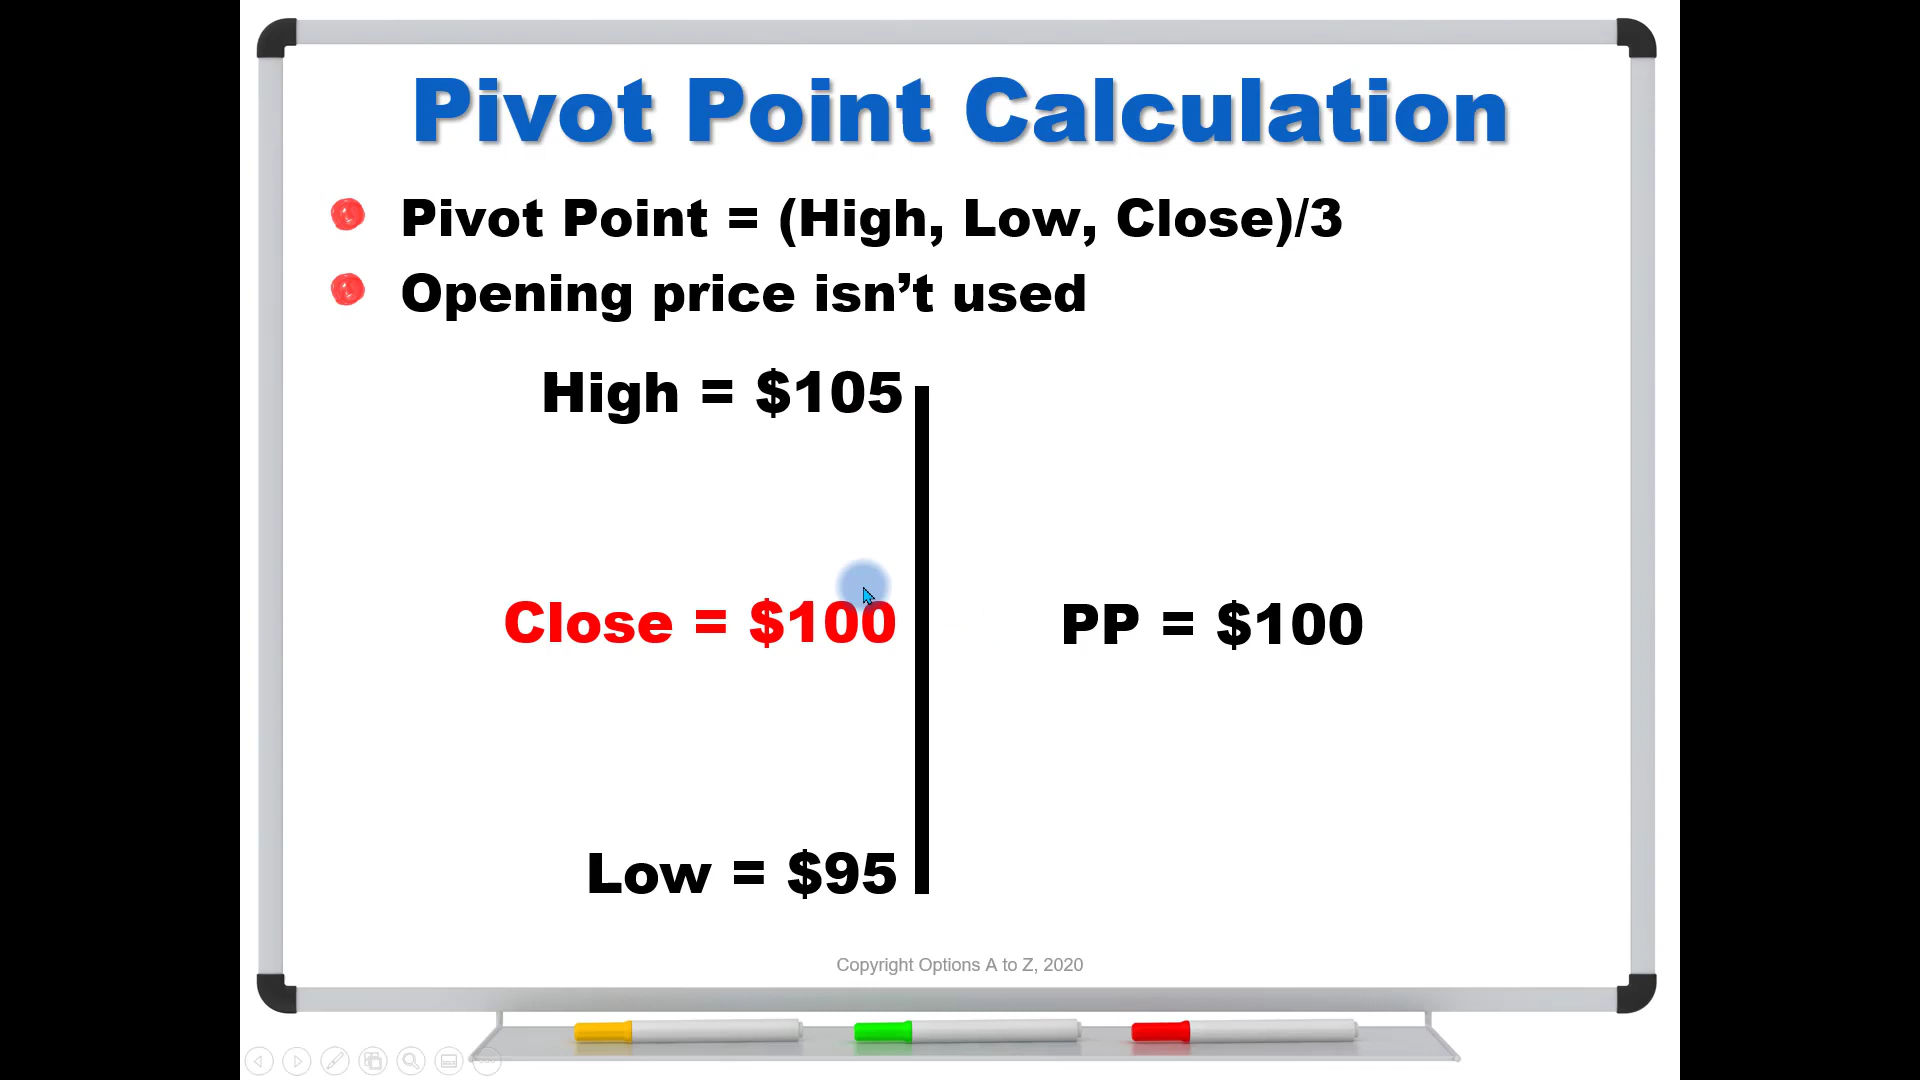 Pivot Point Calculation
Pivot Point = (High, Low, Close)/3
Opening price isn’t used
High = $105
Close = $100
PP = $100
Low = $95
Copyright Options A to Z, 2020